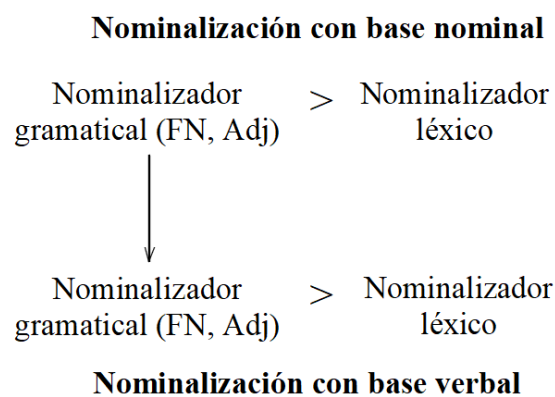 Nominalización con base nominal
Nominalizador > Nominalizador
gramatical (FN, Adj) léxico
Nominalizador > Nominalizador
gramatical (FN, Adj) léxico
Nominalización con base verbal